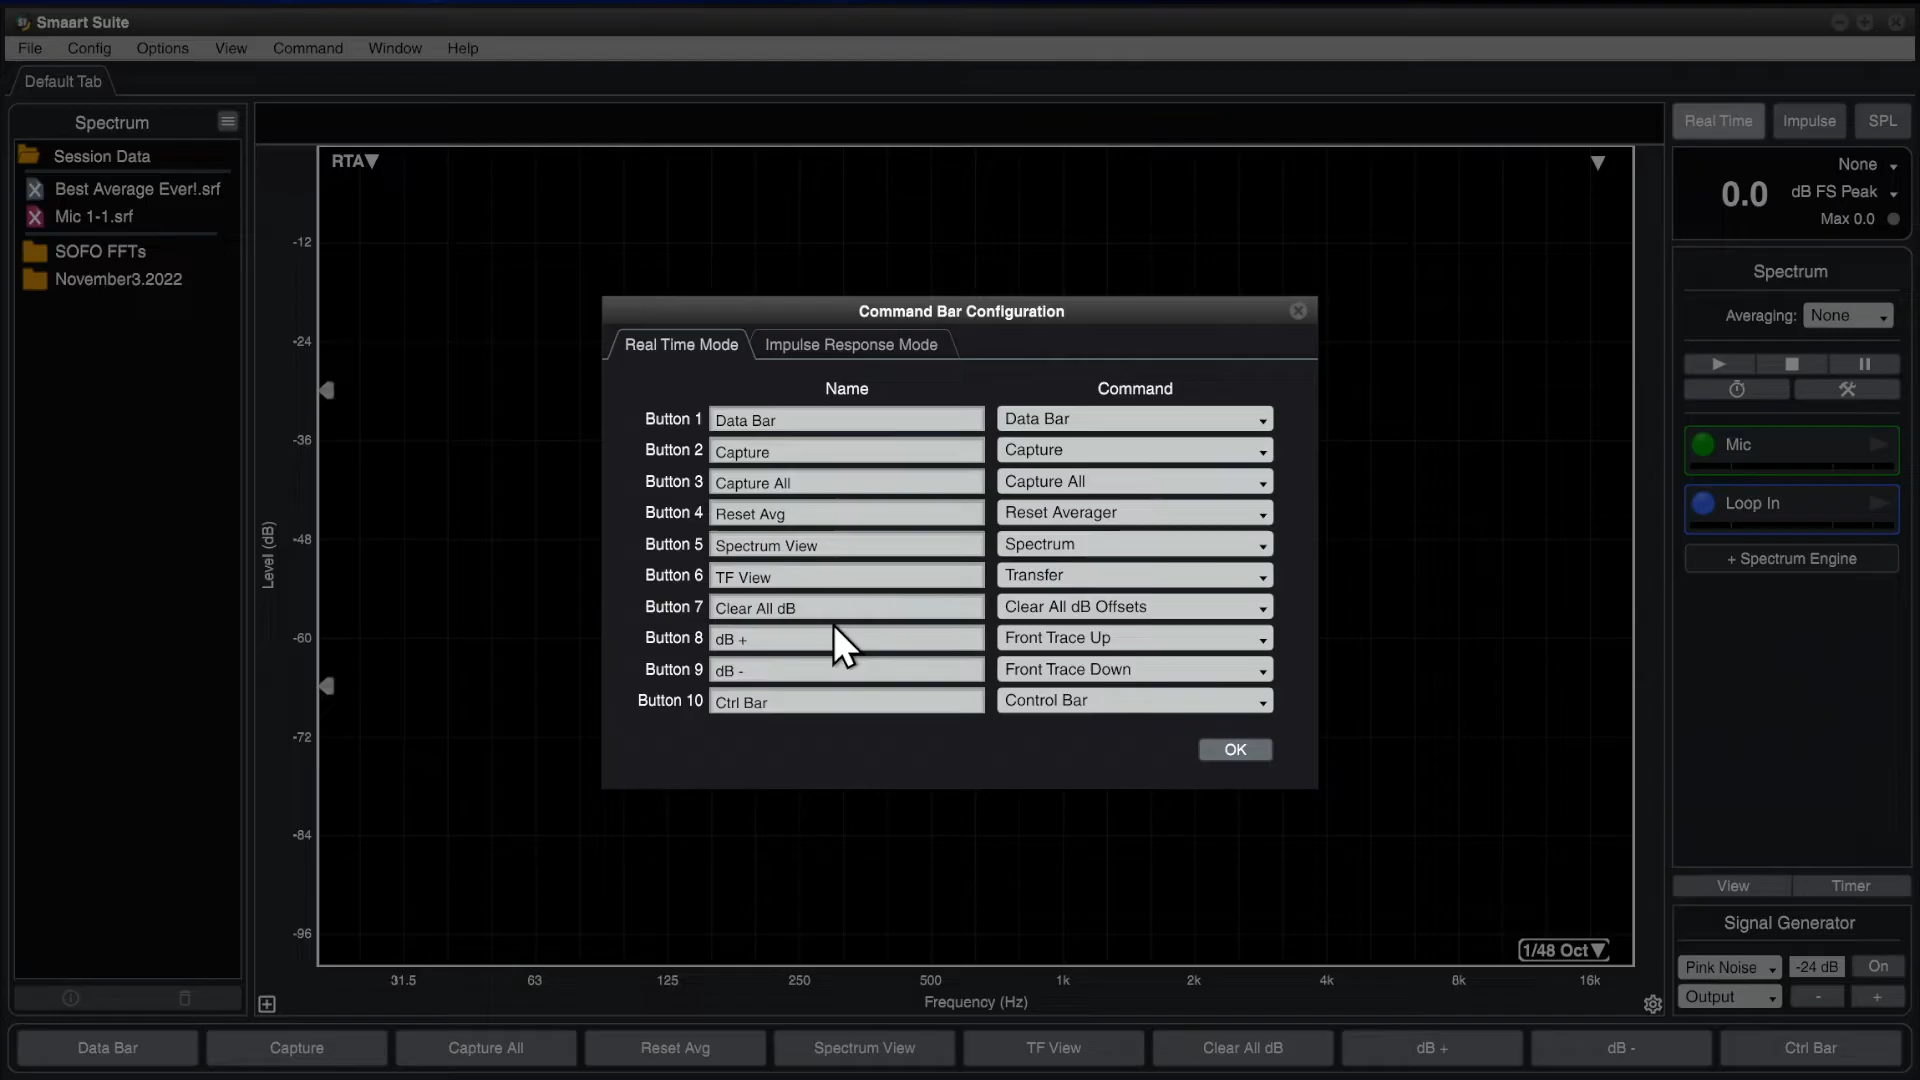 Smaart Suite
File Config Options View Command Window Help
Default Tab
Spectrum
Session Data
Best Average Ever!.srf
Mic 1-1.srf
SOFO FFTs
November3.2022
RTA
Level (dB)
-12
-24
-36
-48
-60
-72
-84
-96
31.5 63 125 250 500 1k 2k 4k 8k 16k
Frequency (Hz)
1/48 Oct
Command Bar Configuration
Real Time Mode Impulse Response Mode
Name Command
Button 1 Data Bar Data Bar
Button 2 Capture Capture
Button 3 Capture All Capture All
Button 4 Reset Avg Reset Averager
Button 5 Spectrum View Spectrum
Button 6 TF View Transfer
Button 7 Clear All dB Clear All dB Offsets
Button 8 dB + Front Trace Up
Button 9 dB - Front Trace Down
Button 10 Ctrl Bar Control Bar
OK
Real Time Impulse SPL
None
0.0 dB FS Peak
Max 0.0
Spectrum
Averaging: None
Mic
Loop In
+ Spectrum Engine
View Timer
Signal Generator
Pink Noise -24 dB On
Output - +
Data Bar Capture Capture All Reset Avg Spectrum View TF View Clear All dB dB + dB - Ctrl Bar